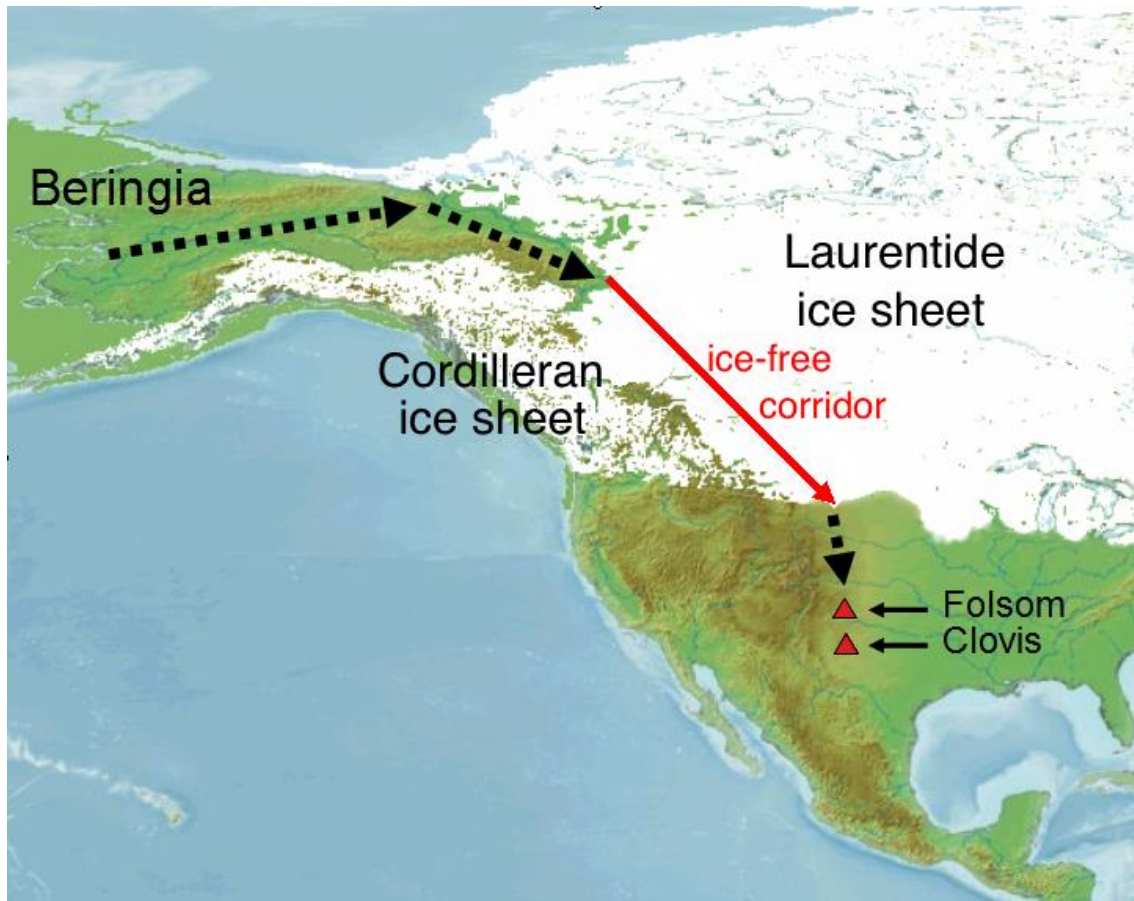 Beringia
Laurentide
ice sheet
ice-free
corridor
Cordilleran
ice sheet
Folsom
Clovis